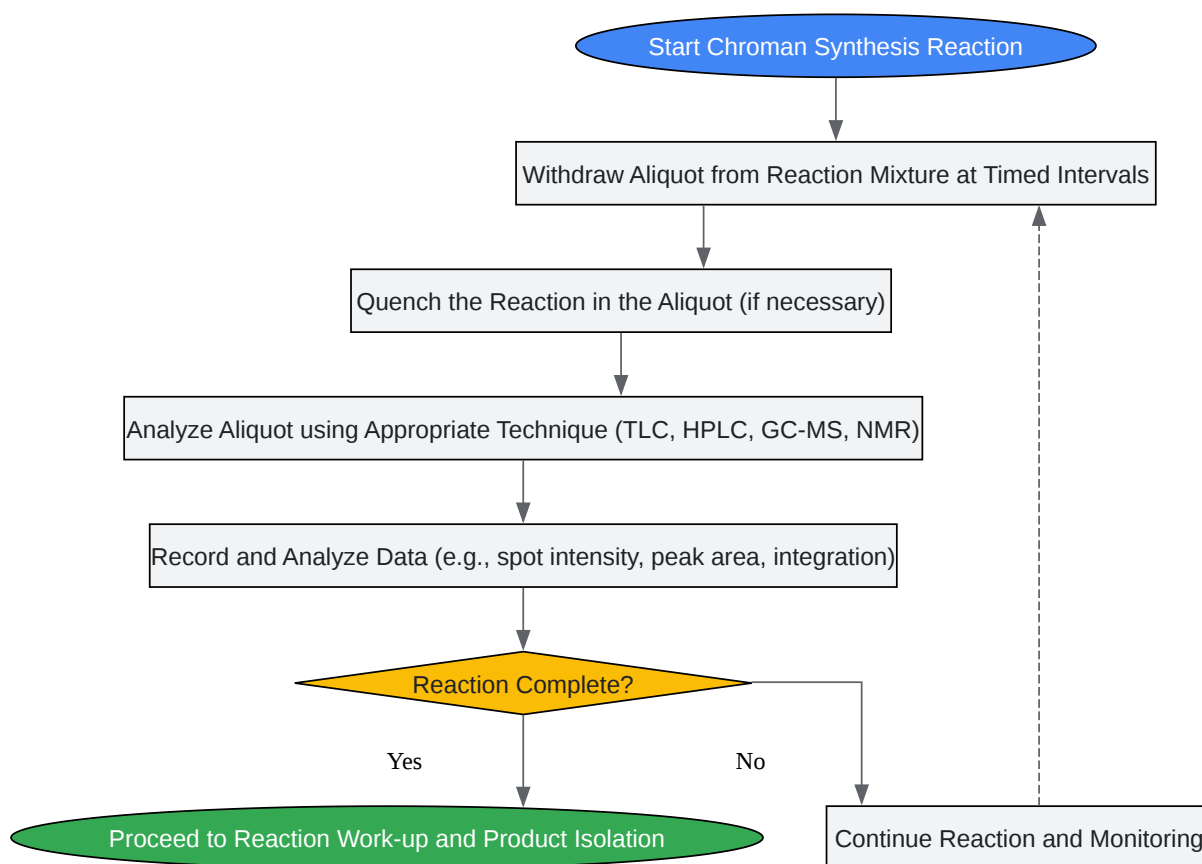 Start Chroman Synthesis Reaction
Withdraw Aliquot from Reaction Mixture at Timed Intervals
Quench the Reaction in the Aliquot (if necessary)
Analyze Aliquot using Appropriate Technique (TLC, HPLC, GC-MS, NMR)
Record and Analyze Data (e.g., spot intensity, peak area, integration)
Reaction Complete?
Yes
No
Proceed to Reaction Work-up and Product Isolation
Continue Reaction and Monitoring